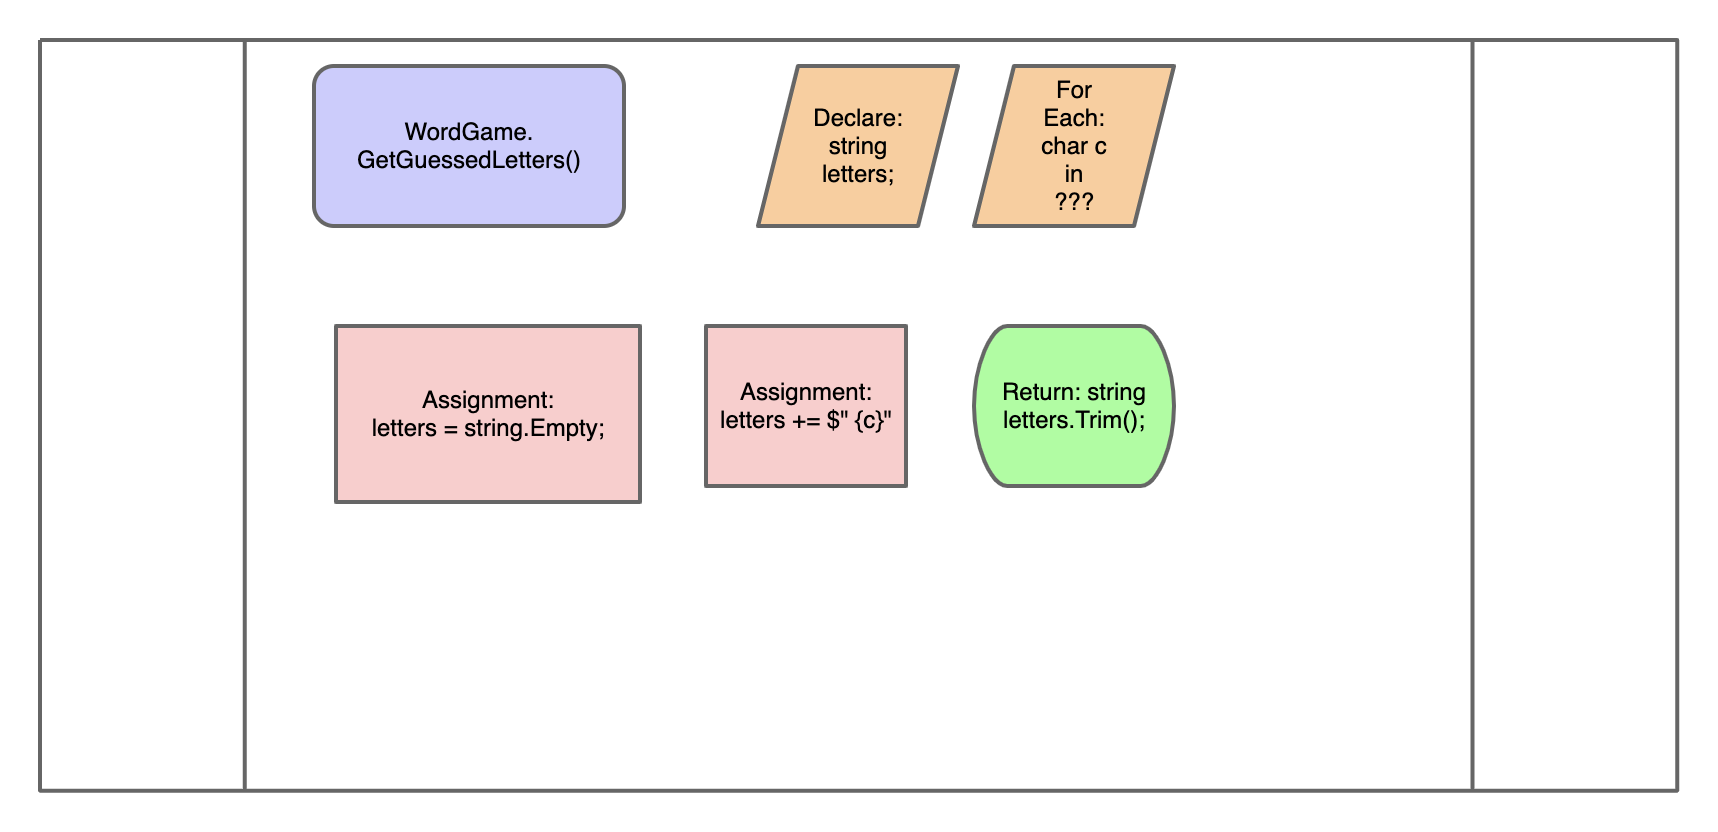 WordGame.
GetGuessedLetters()
Declare:
string
letters;
For
Each:
char c
in
???
Assignment:
letters = string.Empty;
Assignment:
letters += $" {c}"
Return: string
letters.Trim();